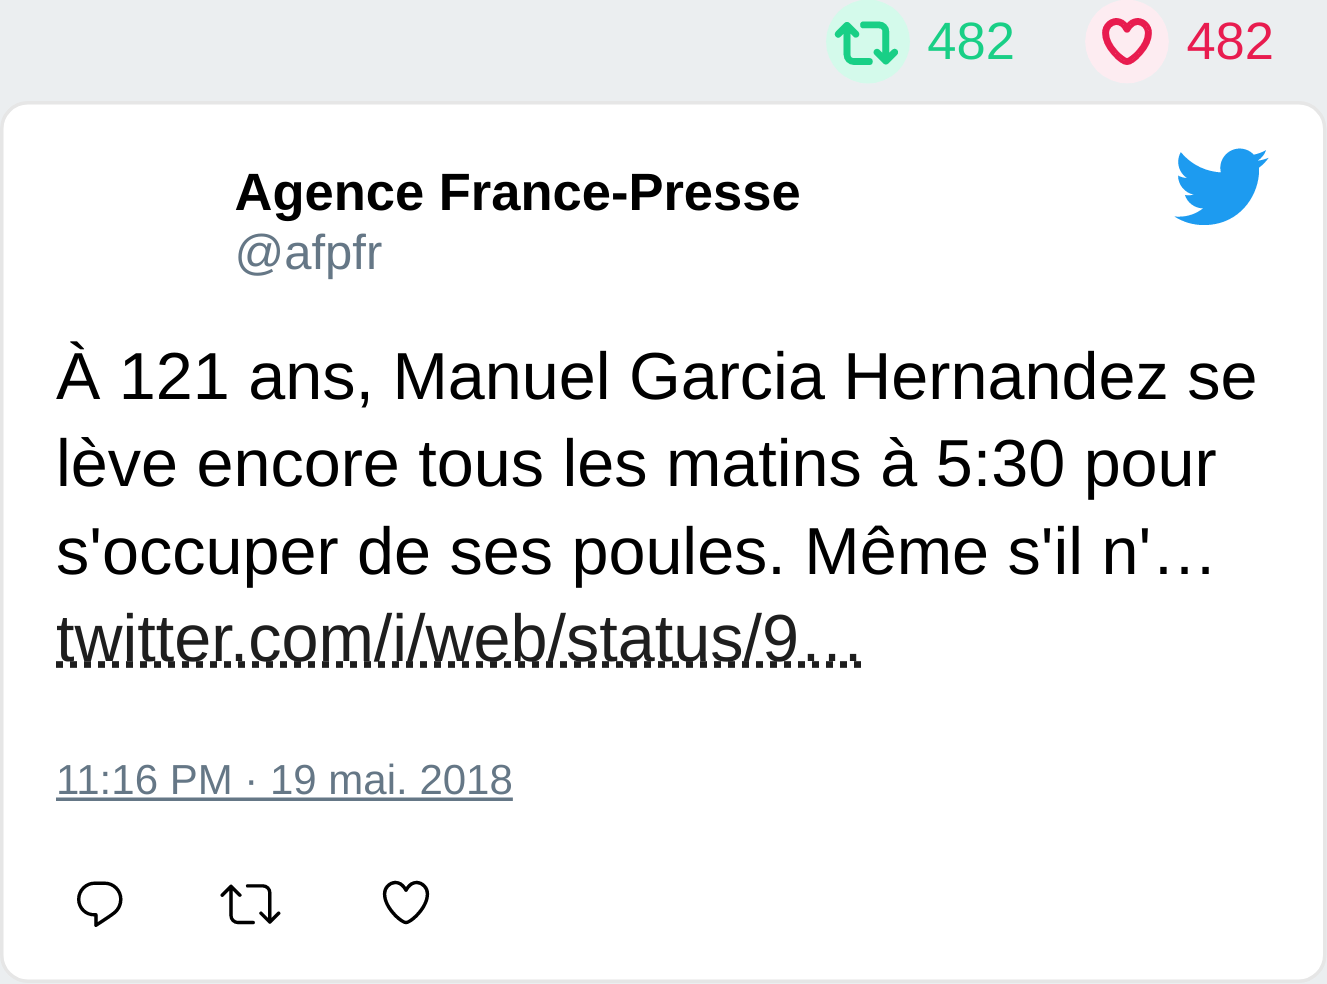 482 482
Agence France-Presse
@afpfr
À 121 ans, Manuel Garcia Hernandez se
lève encore tous les matins à 5:30 pour
s'occuper de ses poules. Même s'il n'…
twitter.com/i/web/status/9…
11:16 PM · 19 mai. 2018